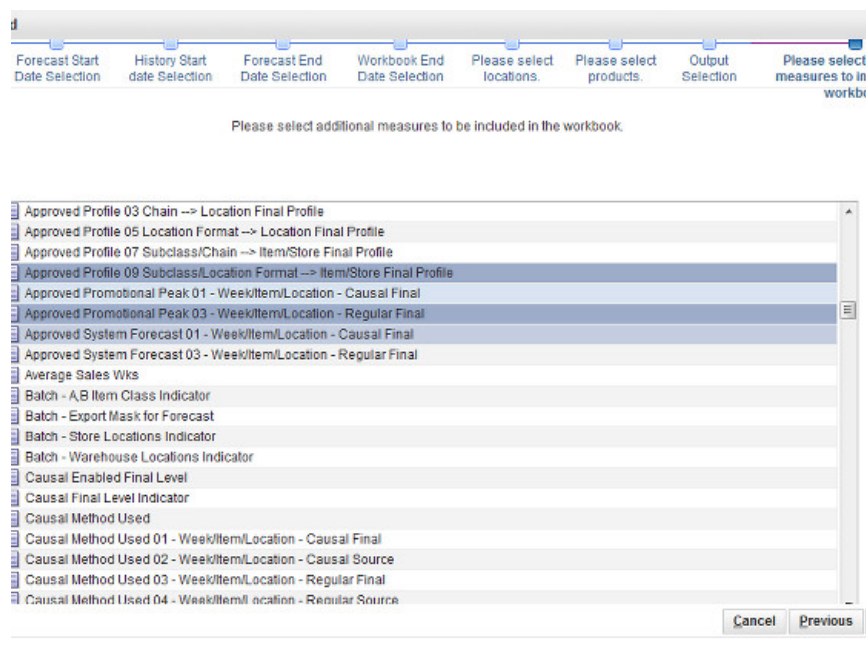 d
Forecast Start
Date Selection
History Start
date Selection
Forecast End
Date Selection
Workbook End
Date Selection
Please select
locations.
Please select
products.
Output
Selection
Please select
measures to in
workbo
Please select additional measures to be included in the workbook.
Approved Profile 03 Chain --> Location Final Profile
Approved Profile 05 Location Format --> Location Final Profile
Approved Profile 07 Subclass/Chain --> Item/Store Final Profile
Approved Profile 09 Subclass/Location Format --> Item/Store Final Profile
Approved Promotional Peak 01 - Week/Item/Location - Causal Final
Approved Promotional Peak 03 - Week/Item/Location - Regular Final
Approved System Forecast 01 - Week/Item/Location - Causal Final
Approved System Forecast 03 - Week/Item/Location - Regular Final
Average Sales Wks
Batch - A,B Item Class Indicator
Batch - Export Mask for Forecast
Batch - Store Locations Indicator
Batch - Warehouse Locations Indicator
Causal Enabled Final Level
Causal Final Level Indicator
Causal Method Used
Causal Method Used 01 - Week/Item/Location - Causal Final
Causal Method Used 02 - Week/Item/Location - Causal Source
Causal Method Used 03 - Week/Item/Location - Regular Final
Causal Method Used 04 - Week/Item/Location - Regular Source
Cancel Previous